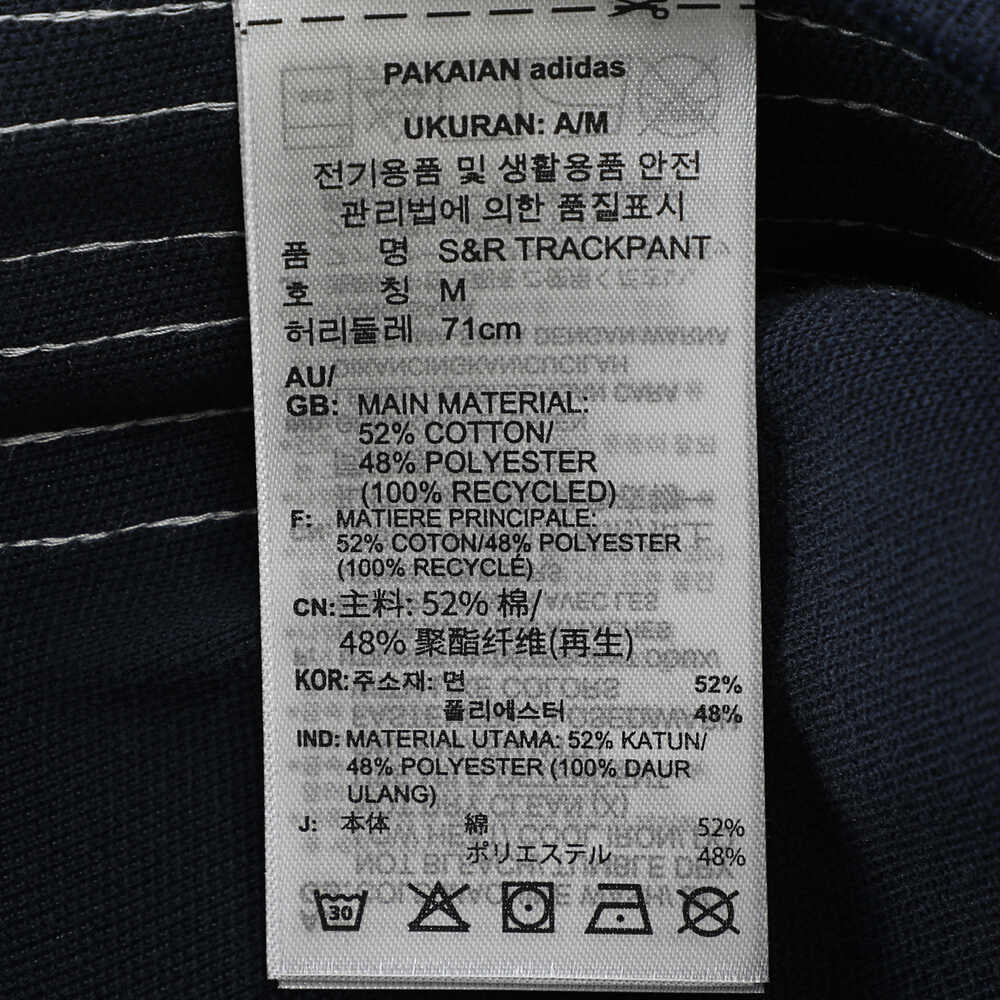 PAKAIAN adidas
UKURAN: A/M
전기용품 및 생활용품 안전
관리법에 의한 품질표시
품 명 S&R TRACKPANT
호 칭 M
허리둘레 71cm
AU/
GB: MAIN MATERIAL:
52% COTTON/
48% POLYESTER
(100% RECYCLED)
F: MATIERE PRINCIPALE:
52% COTON/48% POLYESTER
(100% RECYCLÉ)
CN:主料: 52% 棉/
48% 聚酯纤维(再生)
KOR:주소재: 면 52%
폴리에스터 48%
IND: MATERIAL UTAMA: 52% KATUN/
48% POLYESTER (100% DAUR
ULANG)
J: 本体 綿 52%
ポリエステル 48%
30